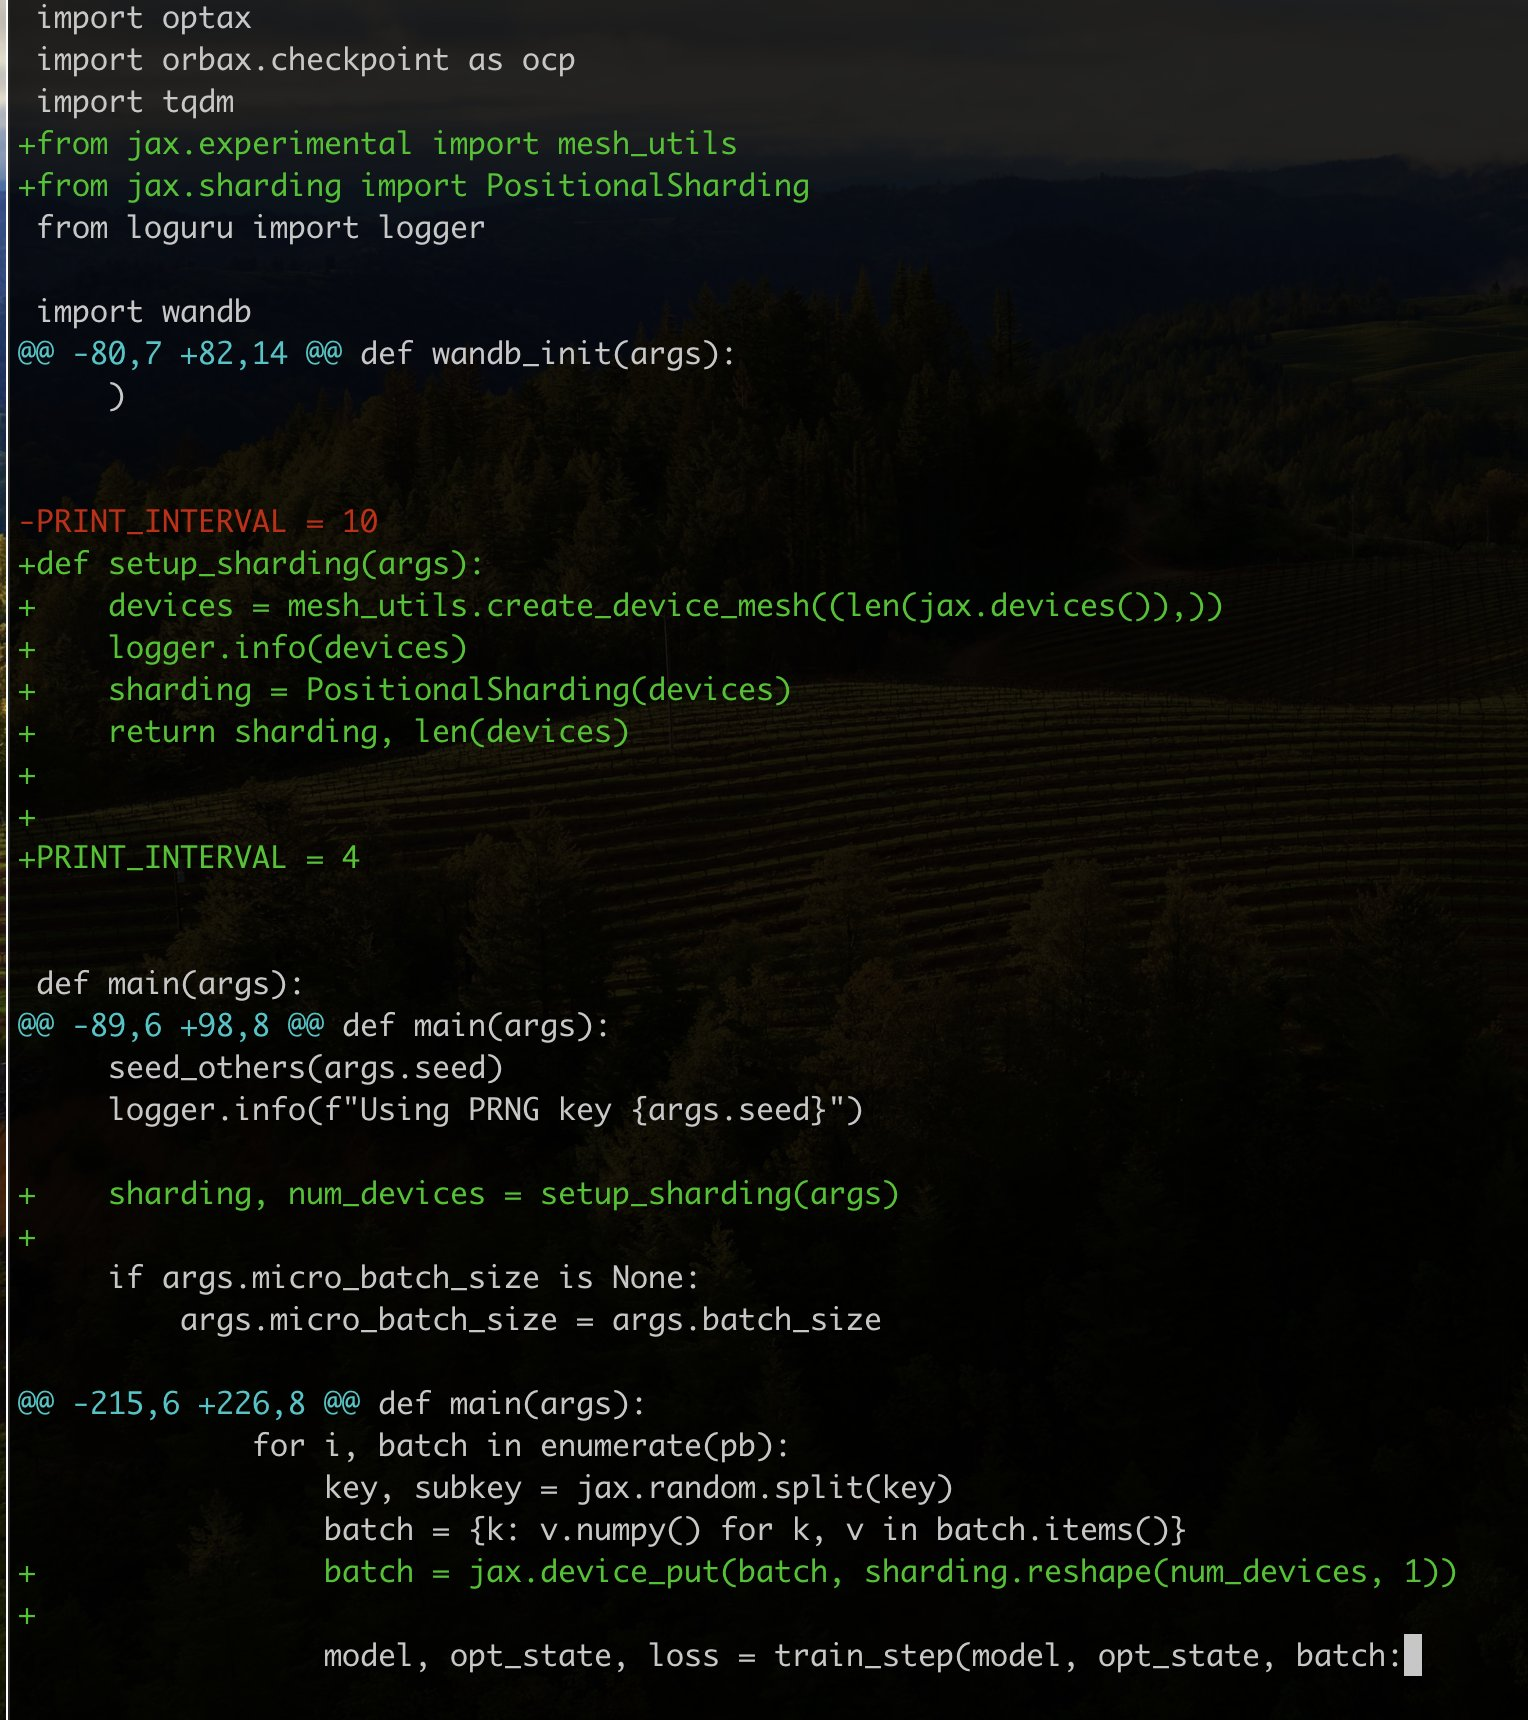 import optax
 import orbax.checkpoint as ocp
 import tqdm
+from jax.experimental import mesh_utils
+from jax.sharding import PositionalSharding
 from loguru import logger

 import wandb
@@ -80,7 +82,14 @@ def wandb_init(args):
     )


-PRINT_INTERVAL = 10
+def setup_sharding(args):
+    devices = mesh_utils.create_device_mesh((len(jax.devices()),))
+    logger.info(devices)
+    sharding = PositionalSharding(devices)
+    return sharding, len(devices)
+
+
+PRINT_INTERVAL = 4


 def main(args):
@@ -89,6 +98,8 @@ def main(args):
     seed_others(args.seed)
     logger.info(f"Using PRNG key {args.seed}")

+    sharding, num_devices = setup_sharding(args)
+
     if args.micro_batch_size is None:
         args.micro_batch_size = args.batch_size

@@ -215,6 +226,8 @@ def main(args):
             for i, batch in enumerate(pb):
                 key, subkey = jax.random.split(key)
                 batch = {k: v.numpy() for k, v in batch.items()}
+                batch = jax.device_put(batch, sharding.reshape(num_devices, 1))
+
                 model, opt_state, loss = train_step(model, opt_state, batch: